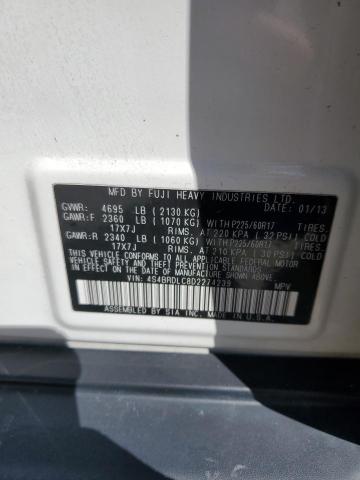 MFD BY FUJI HEAVY INDUSTRIES LTD.
DATE: 01/13
GVWR: 4695 LB (2130 KG)
GAWR:F 2360 LB (1070 KG) WITH P225/60R17 TIRES.
17X7J RIMS. AT 220 KPA (32 PSI) COLD
GAWR:R 2340 LB (1060 KG) WITH P225/60R17 TIRES.
17X7J RIMS. AT 210 KPA (30 PSI) COLD
THIS VEHICLE CONFORMS TO ALL APPLICABLE FEDERAL MOTOR
VEHICLE SAFETY AND THEFT PREVENTION STANDARDS
IN EFFECT ON THE DATE OF MANUFACTURE SHOWN ABOVE.
VIN: 4S4BRDLC8D2274239 MPV
ASSEMBLED BY SIA INC. MADE IN U.S.A.